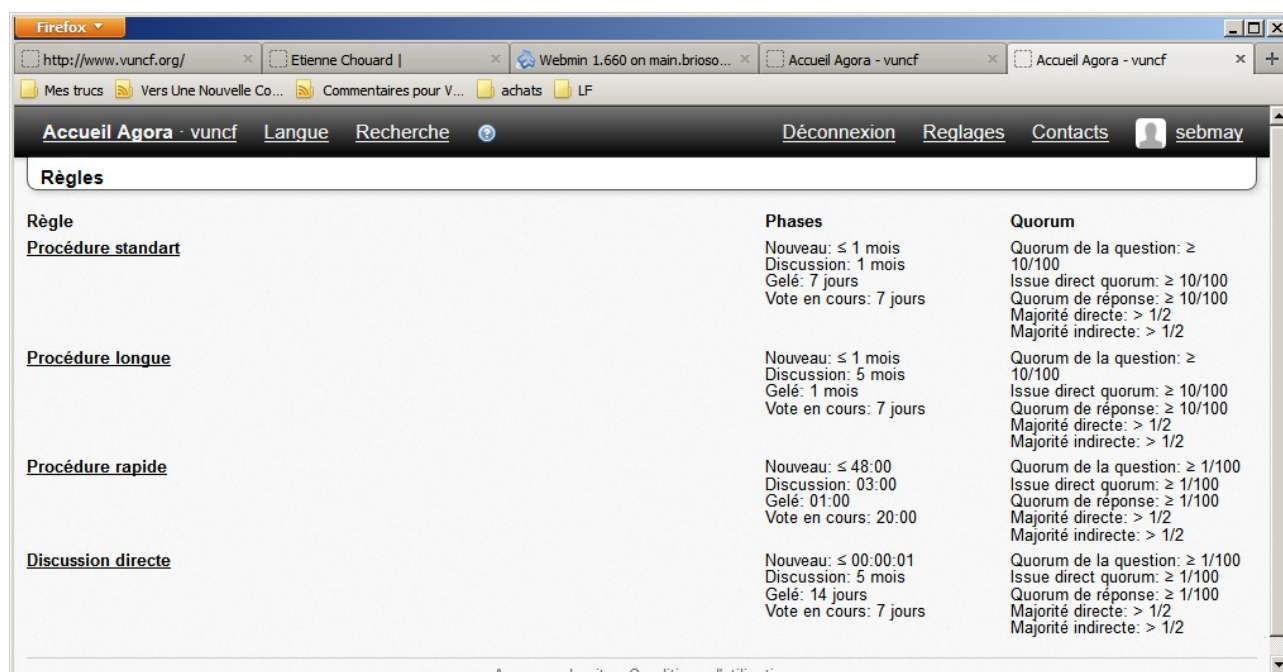 Firefox
http://www.vuncf.org/ Etienne Chouard | Webmin 1.660 on main.brioso... Accueil Agora - vuncf Accueil Agora - vuncf
Mes trucs Vers Une Nouvelle Co... Commentaires pour V... achats LF
Accueil Agora · vuncf Langue Recherche Déconnexion Reglages Contacts sebmay
Règles
Règle Phases Quorum
Procédure standart
Nouveau: ≤ 1 mois
Discussion: 1 mois
Gelé: 7 jours
Vote en cours: 7 jours
Quorum de la question: ≥
10/100
Issue direct quorum: ≥ 10/100
Quorum de réponse: ≥ 10/100
Majorité directe: > 1/2
Majorité indirecte: > 1/2
Procédure longue
Nouveau: ≤ 1 mois
Discussion: 5 mois
Gelé: 1 mois
Vote en cours: 7 jours
Quorum de la question: ≥
10/100
Issue direct quorum: ≥ 10/100
Quorum de réponse: ≥ 10/100
Majorité directe: > 1/2
Majorité indirecte: > 1/2
Procédure rapide
Nouveau: ≤ 48:00
Discussion: 03:00
Gelé: 01:00
Vote en cours: 20:00
Quorum de la question: ≥ 1/100
Issue direct quorum: ≥ 1/100
Quorum de réponse: ≥ 1/100
Majorité directe: > 1/2
Majorité indirecte: > 1/2
Discussion directe
Nouveau: ≤ 00:00:01
Discussion: 5 mois
Gelé: 14 jours
Vote en cours: 7 jours
Quorum de la question: ≥ 1/100
Issue direct quorum: ≥ 1/100
Quorum de réponse: ≥ 1/100
Majorité directe: > 1/2
Majorité indirecte: > 1/2